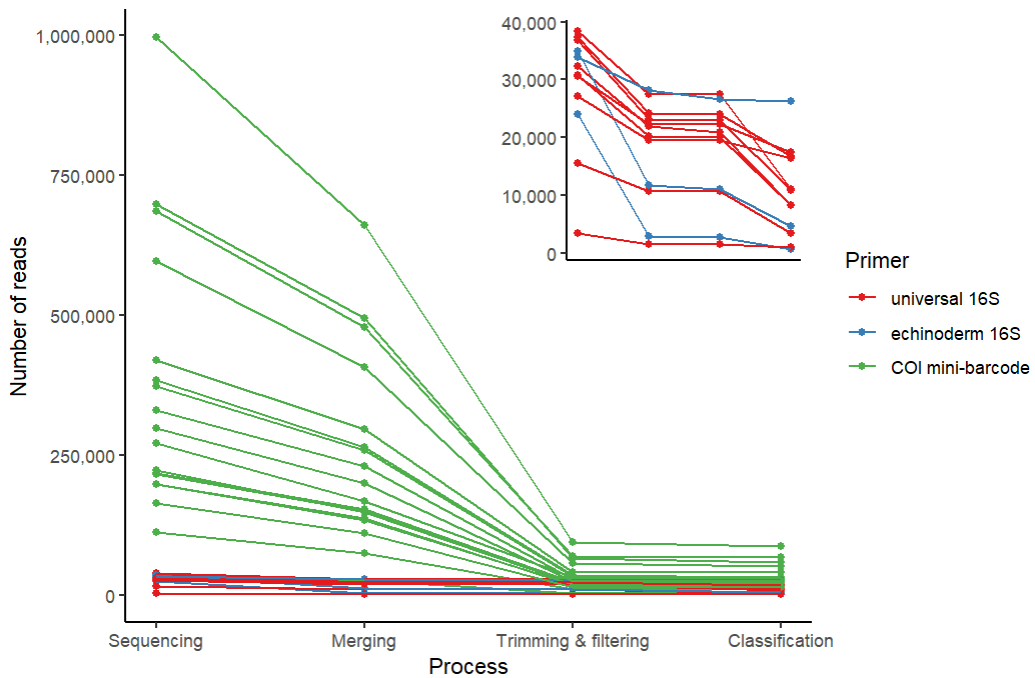 Number of reads
1,000,000
750,000
500,000
250,000
0
40,000
30,000
20,000
10,000
0
Primer
universal 16S
echinoderm 16S
COI mini-barcode
Sequencing
Merging
Trimming & filtering
Classification
Process